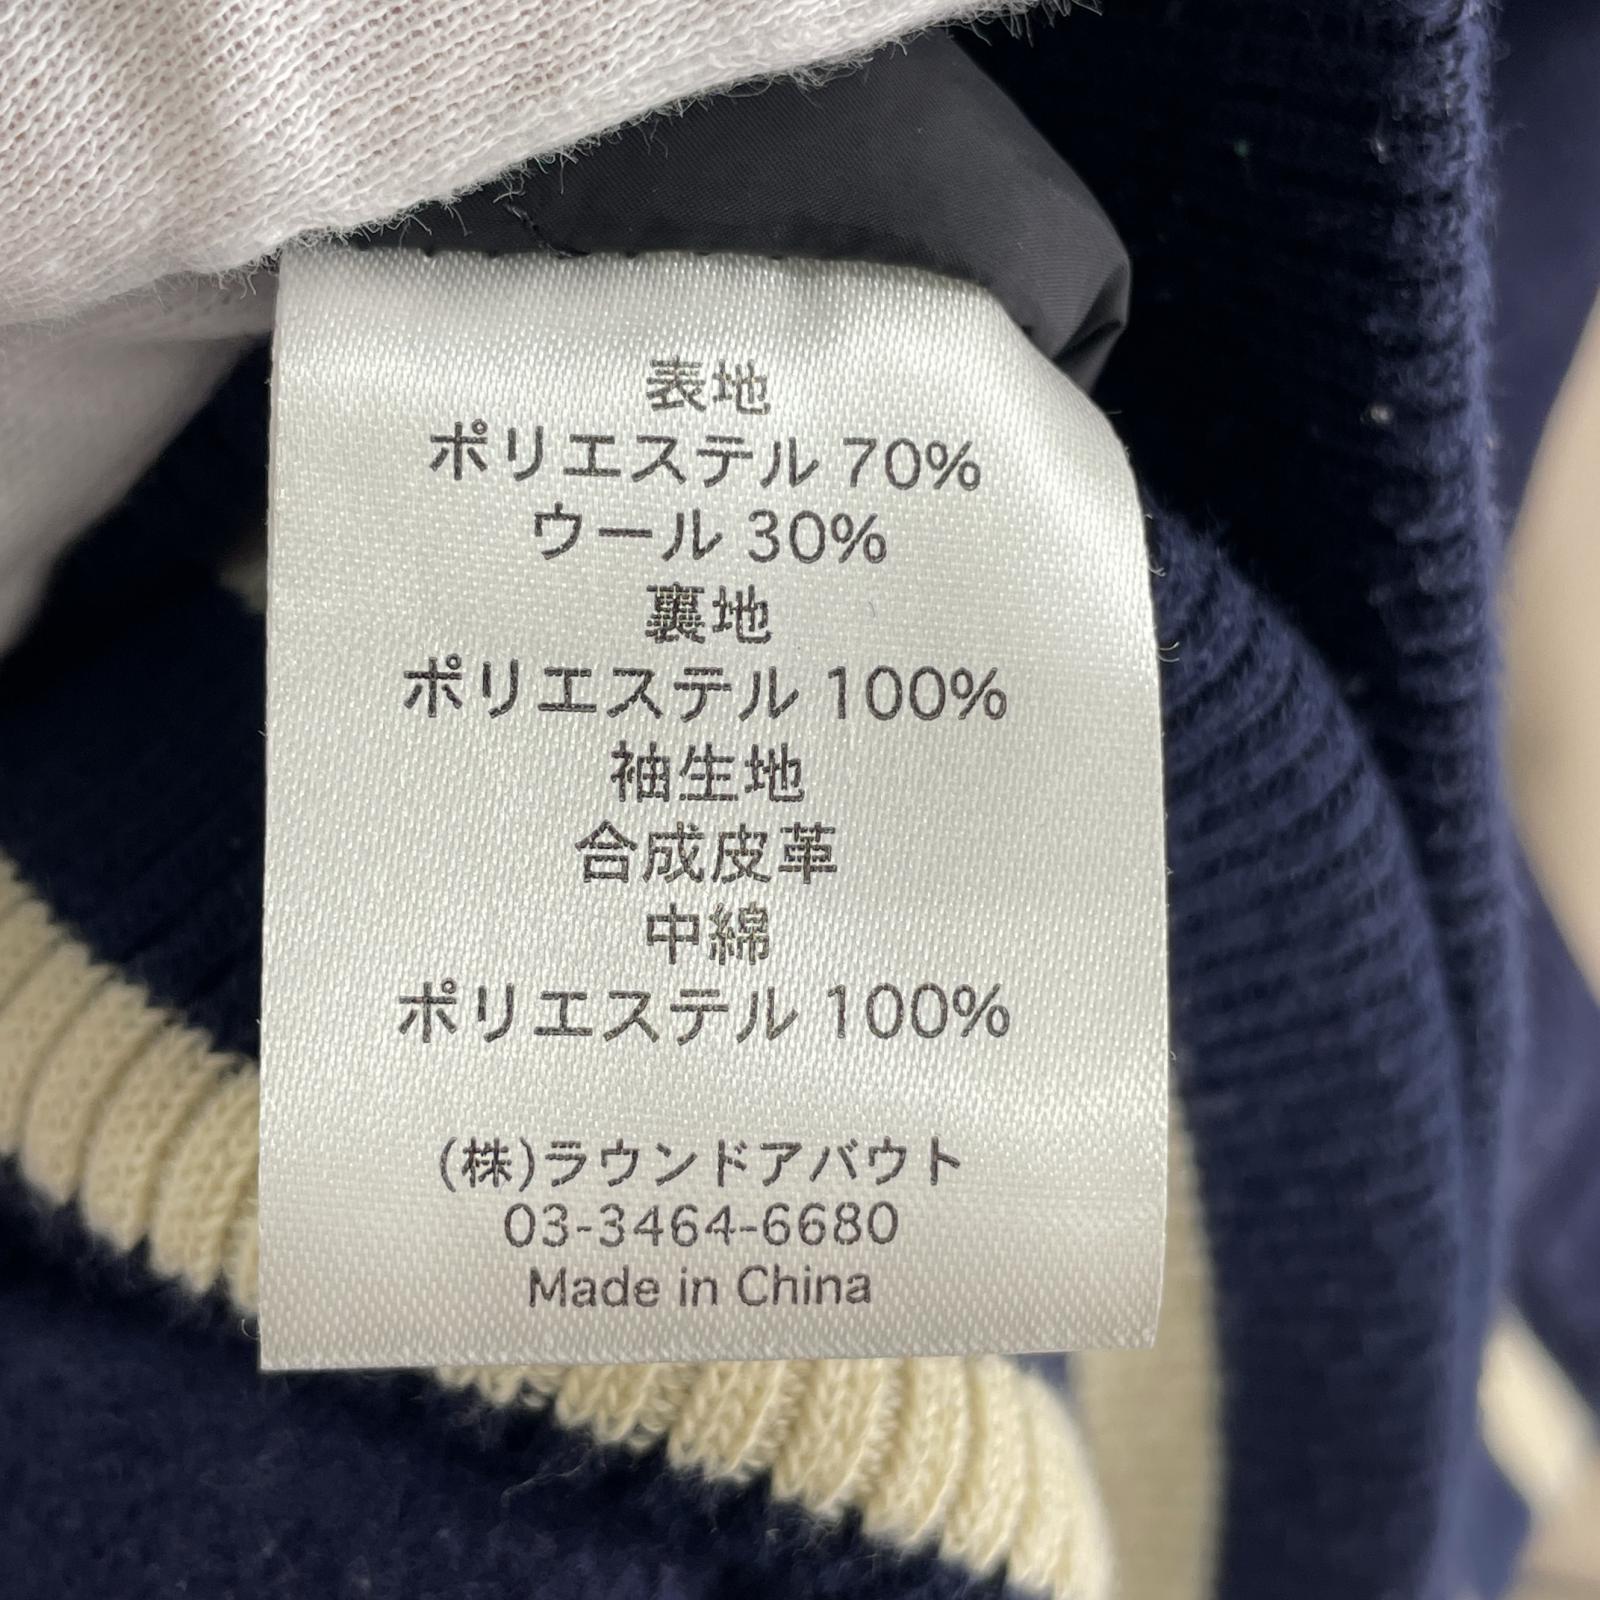 表地
ポリエステル 70%
ウール 30%
裏地
ポリエステル 100%
袖生地
合成皮革
中綿
ポリエステル 100%
(株)ラウンドアバウト
03-3464-6680
Made in China